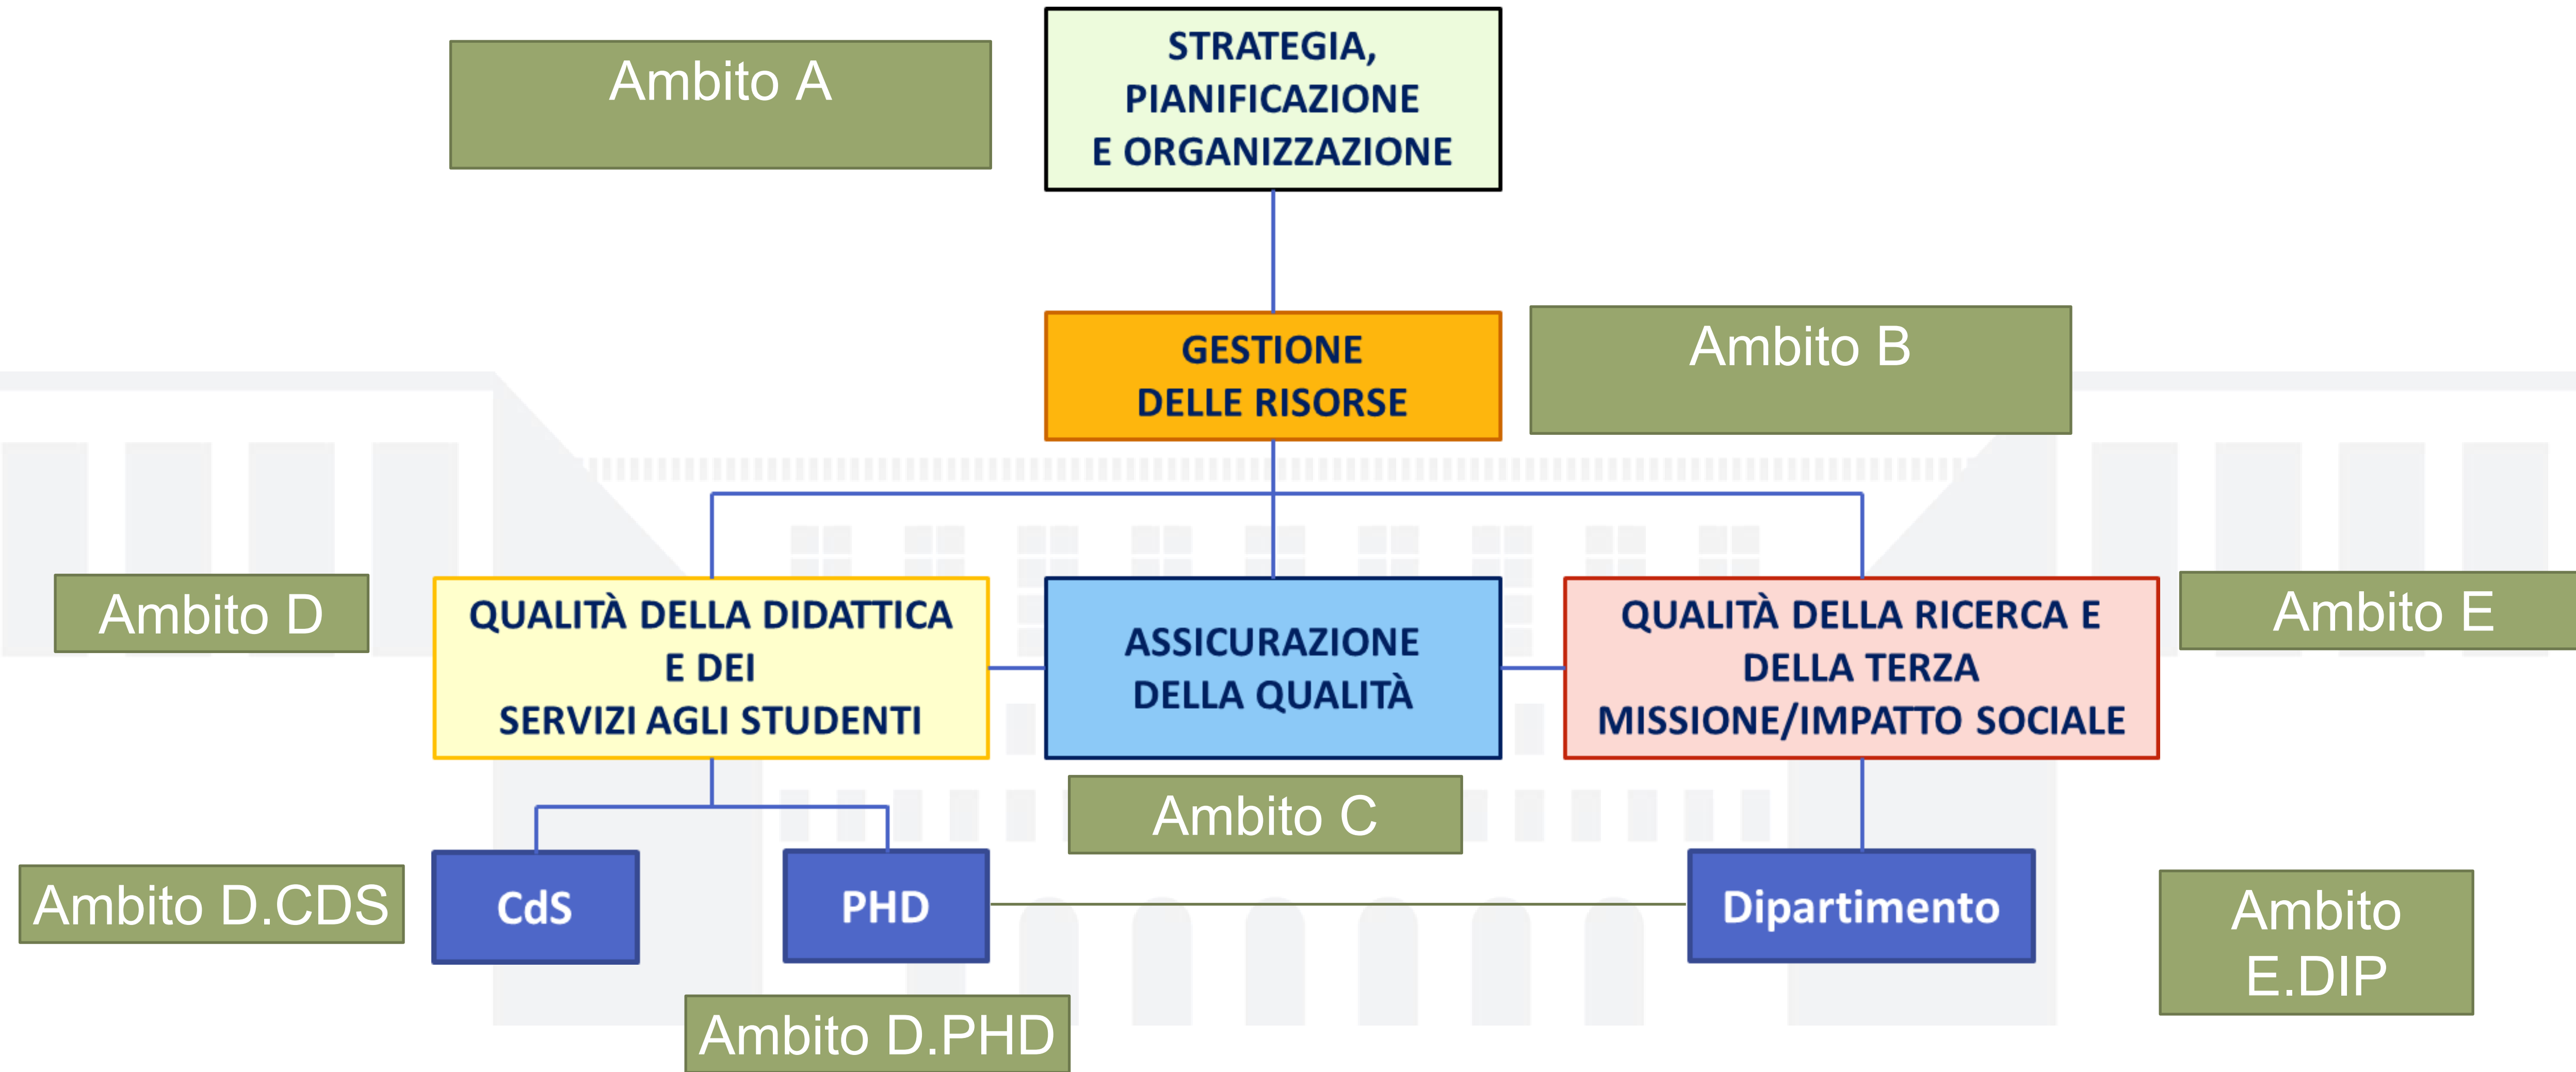 Ambito A
STRATEGIA,
PIANIFICAZIONE
E ORGANIZZAZIONE
GESTIONE
DELLE RISORSE
Ambito B
Ambito D
QUALITÀ DELLA DIDATTICA
E DEI
SERVIZI AGLI STUDENTI
ASSICURAZIONE
DELLA QUALITÀ
QUALITÀ DELLA RICERCA E
DELLA TERZA
MISSIONE/IMPATTO SOCIALE
Ambito E
Ambito C
Ambito D.CDS
CdS
PHD
Dipartimento
Ambito
E.DIP
Ambito D.PHD